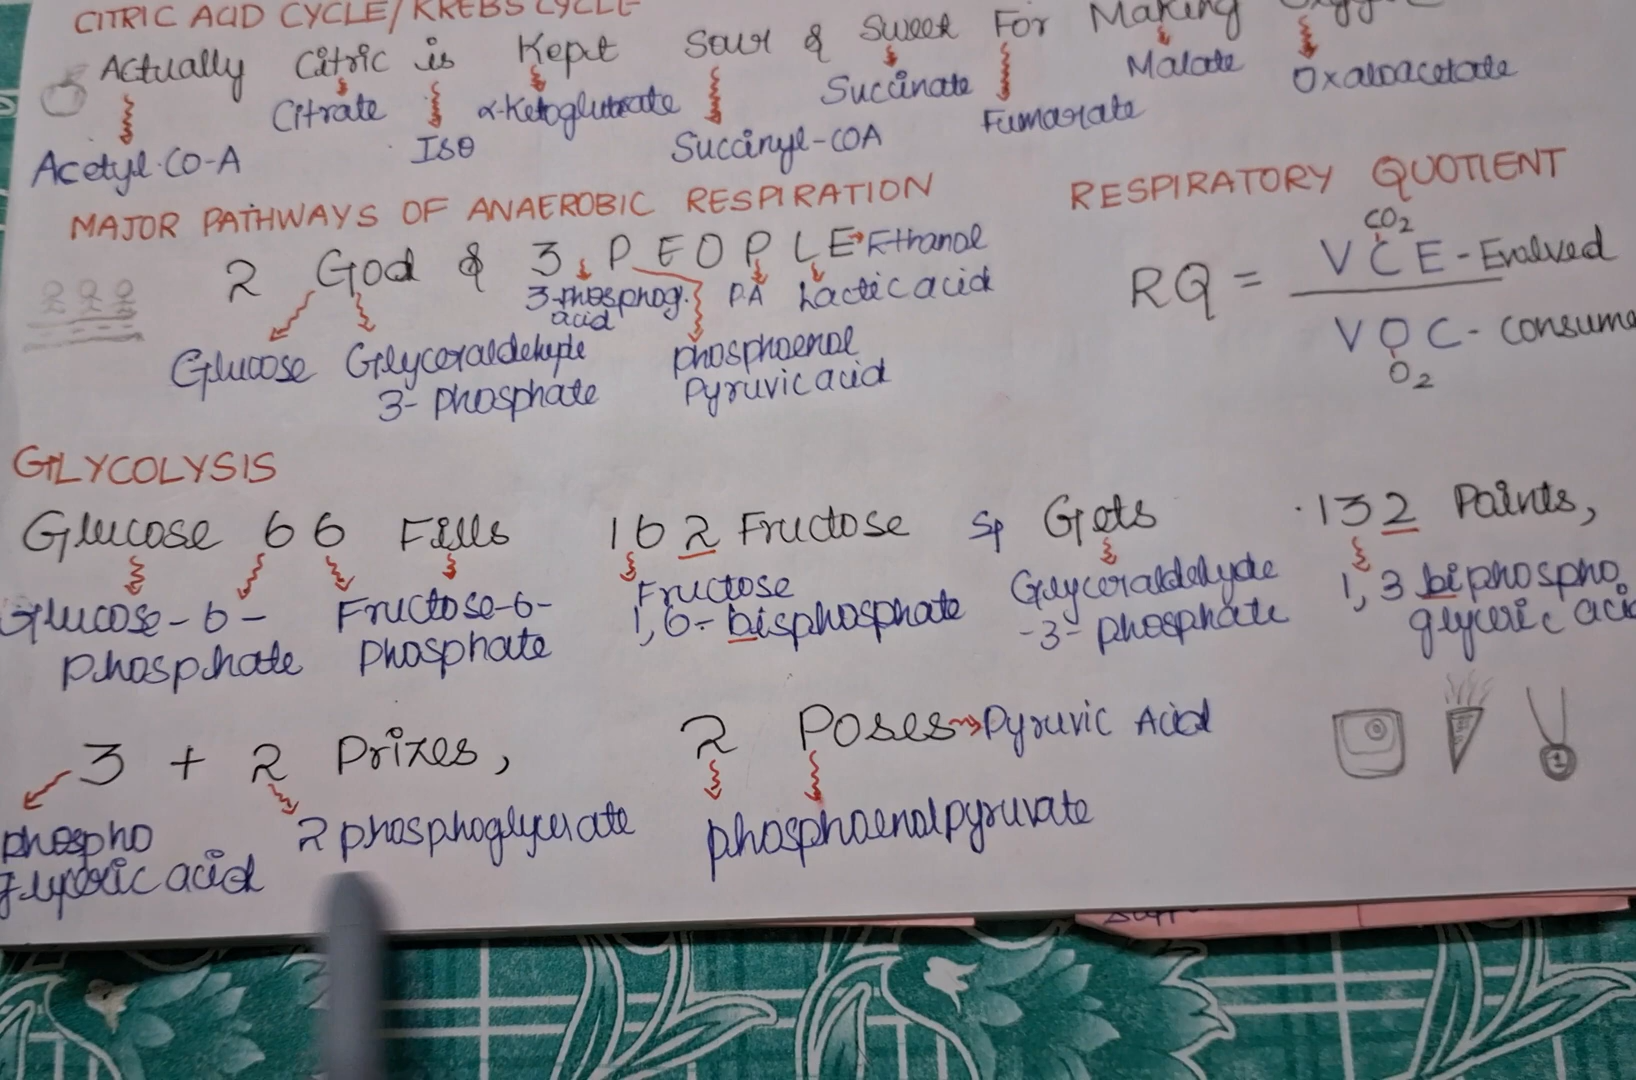 CITRIC ACID CYCLE/KREBS CYCLE
Actually Citric is Kept Sour & Sweet For Making
Acetyl-CO-A Citrate Iso α-Ketoglutrate Succinyl-COA Succinate Fumarate Malate Oxaloacetate
MAJOR PATHWAYS OF ANAEROBIC RESPIRATION
2 God & 3 PEOPLE Ethanol
3-phosphog. PA Lactic acid
acid
Glucose Glyceraldehyde phosphoenol
3-phosphate Pyruvic acid
RESPIRATORY QUOTIENT
CO2
RQ = VCE - Evolved
VOC - Consume
O2
GLYCOLYSIS
Glucose 6 6 Fills 1 6 2 Fructose Sp Gets 132 Points,
Glucose-6- Fructose-6- Fructose Glyceraldehyde 1,3 biphospho
phosphate phosphate 1,6-bisphosphate -3-phosphate glyceric acid
3 + 2 Prizes, 2 Poses Pyruvic Acid
phospho 2 phosphoglycerate phosphoenolpyruvate
glyceric acid